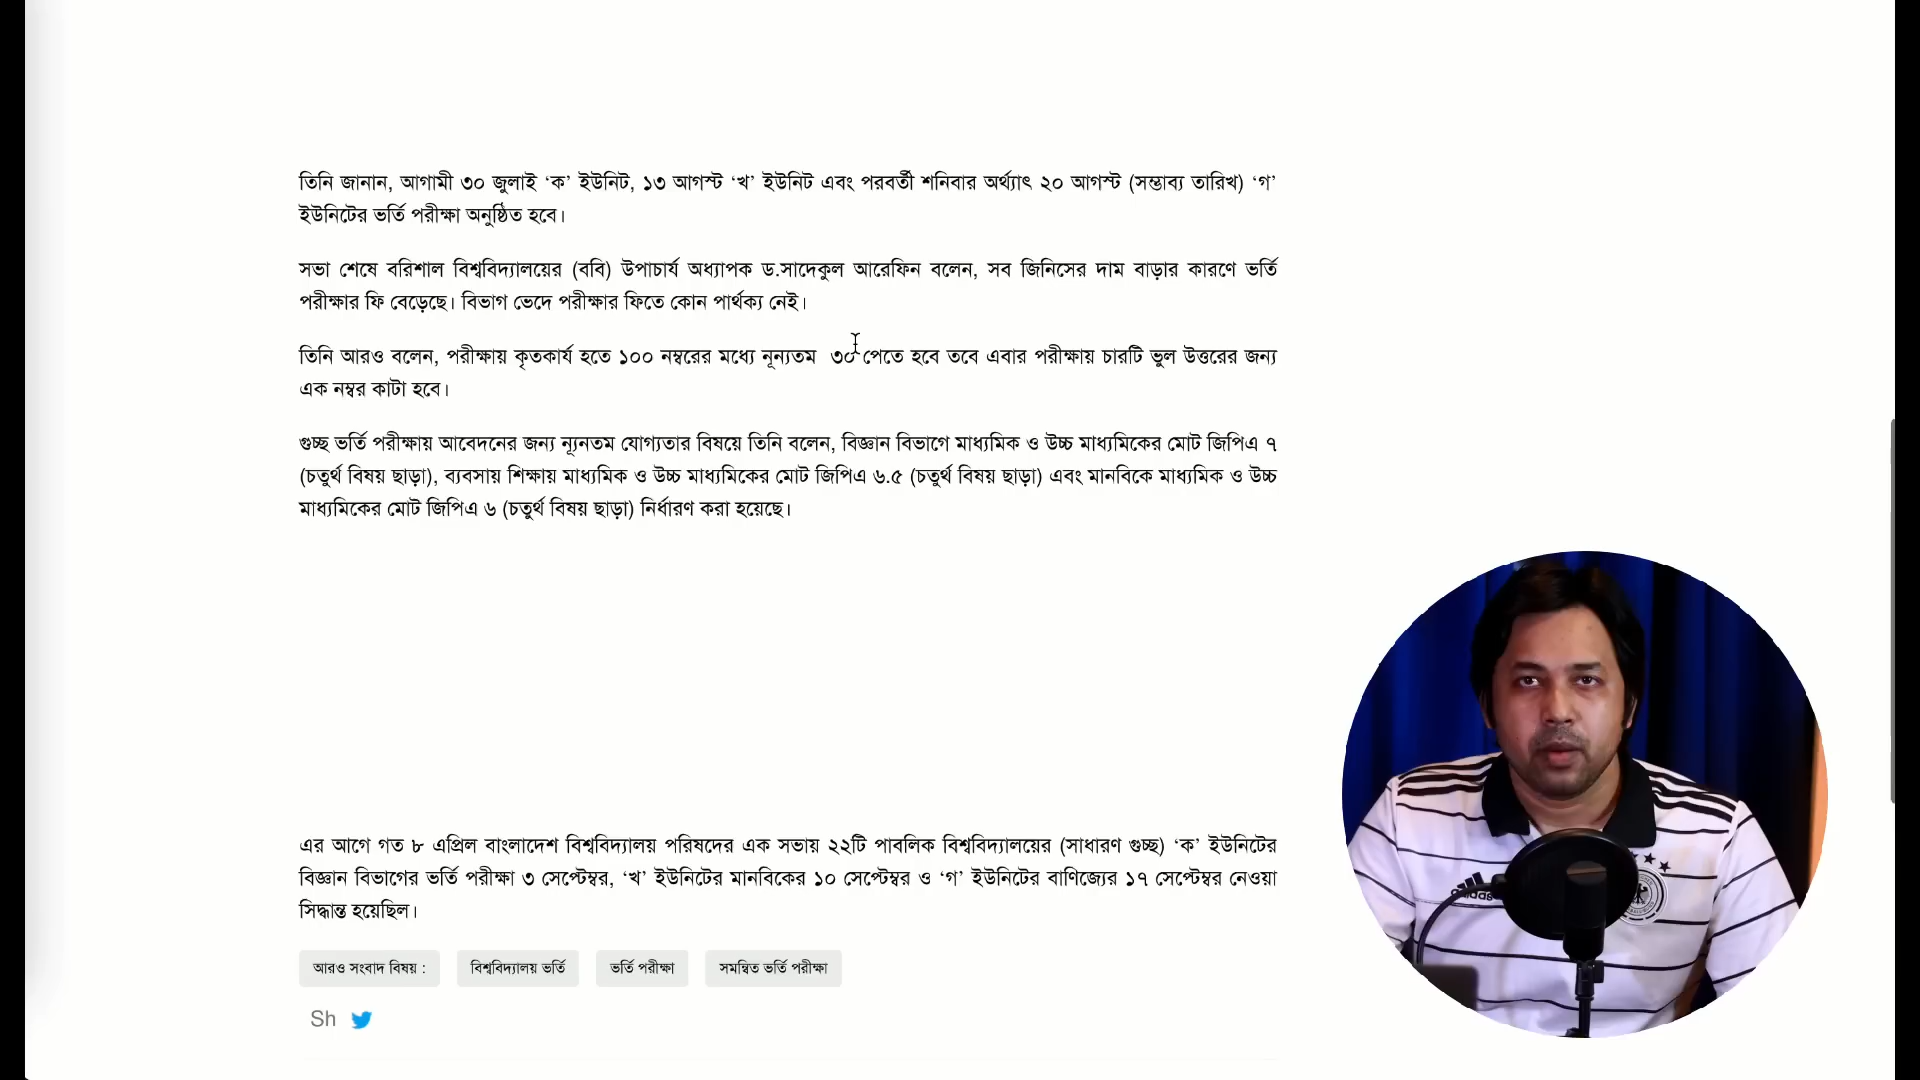 তিনি জানান, আগামী ৩০ জুলাই ‘ক’ ইউনিট, ১৩ আগস্ট ‘খ’ ইউনিট এবং পরবর্তী শনিবার অর্থ্যাৎ ২০ আগস্ট (সম্ভাব্য তারিখ) ‘গ’
ইউনিটের ভর্তি পরীক্ষা অনুষ্ঠিত হবে।
সভা শেষে বরিশাল বিশ্ববিদ্যালয়ের (ববি) উপাচার্য অধ্যাপক ড.সাদেকুল আরেফিন বলেন, সব জিনিসের দাম বাড়ার কারণে ভর্তি
পরীক্ষার ফি বেড়েছে। বিভাগ ভেদে পরীক্ষার ফিতে কোন পার্থক্য নেই।
তিনি আরও বলেন, পরীক্ষায় কৃতকার্য হতে ১০০ নম্বরের মধ্যে নূন্যতম ৩০ পেতে হবে তবে এবার পরীক্ষায় চারটি ভুল উত্তরের জন্য
এক নম্বর কাটা হবে।
গুচ্ছ ভর্তি পরীক্ষায় আবেদনের জন্য ন্যূনতম যোগ্যতার বিষয়ে তিনি বলেন, বিজ্ঞান বিভাগে মাধ্যমিক ও উচ্চ মাধ্যমিকের মোট জিপিএ ৭
(চতুর্থ বিষয় ছাড়া), ব্যবসায় শিক্ষায় মাধ্যমিক ও উচ্চ মাধ্যমিকের মোট জিপিএ ৬.৫ (চতুর্থ বিষয় ছাড়া) এবং মানবিকে মাধ্যমিক ও উচ্চ
মাধ্যমিকের মোট জিপিএ ৬ (চতুর্থ বিষয় ছাড়া) নির্ধারণ করা হয়েছে।
এর আগে গত ৮ এপ্রিল বাংলাদেশ বিশ্ববিদ্যালয় পরিষদের এক সভায় ২২টি পাবলিক বিশ্ববিদ্যালয়ের (সাধারণ গুচ্ছ) ‘ক’ ইউনিটের
বিজ্ঞান বিভাগের ভর্তি পরীক্ষা ৩ সেপ্টেম্বর, ‘খ’ ইউনিটের মানবিকের ১০ সেপ্টেম্বর ও ‘গ’ ইউনিটের বাণিজ্যের ১৭ সেপ্টেম্বর নেওয়া
সিদ্ধান্ত হয়েছিল।
আরও সংবাদ বিষয় : বিশ্ববিদ্যালয় ভর্তি ভর্তি পরীক্ষা সমন্বিত ভর্তি পরীক্ষা
Sh
adidas